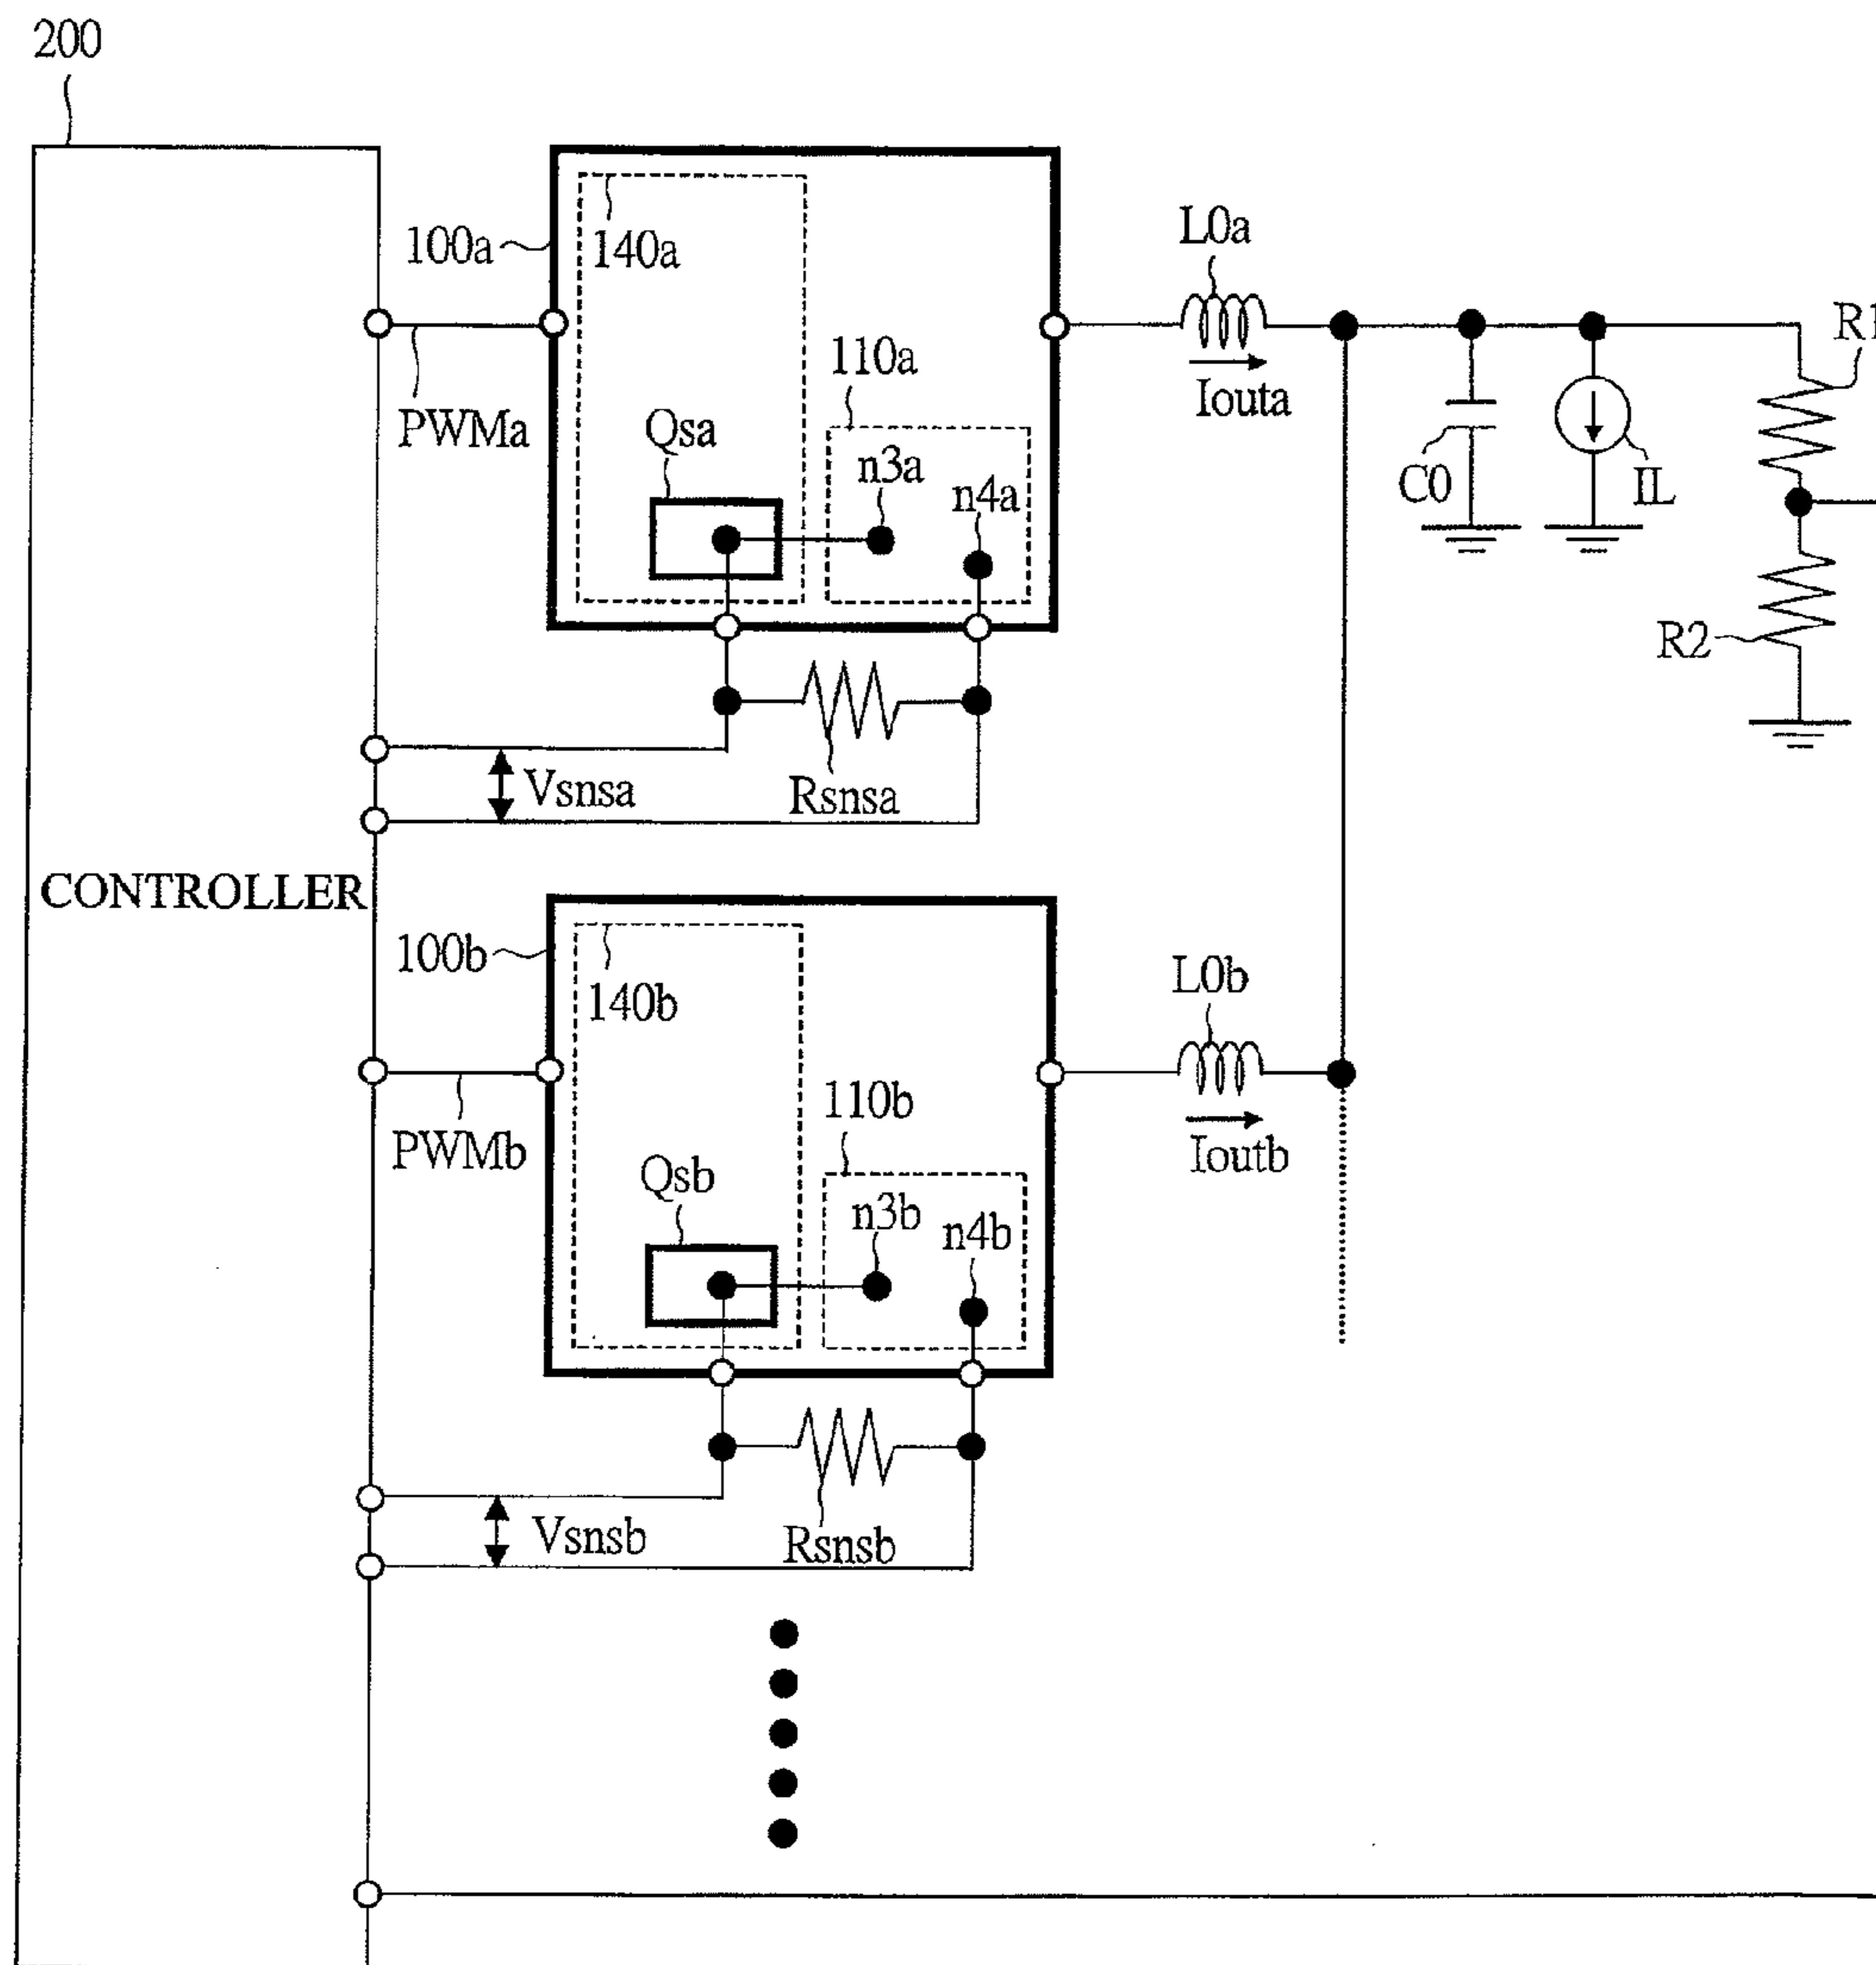 200
100a
140a
L0a
R1
110a
Iouta
PWMa
Qsa
n3a
n4a
C0
IL
R2
Vsnsa
Rsnsa
CONTROLLER
100b
140b
L0b
110b
PWMb
Ioutb
Qsb
n3b
n4b
Vsnsb
Rsnsb